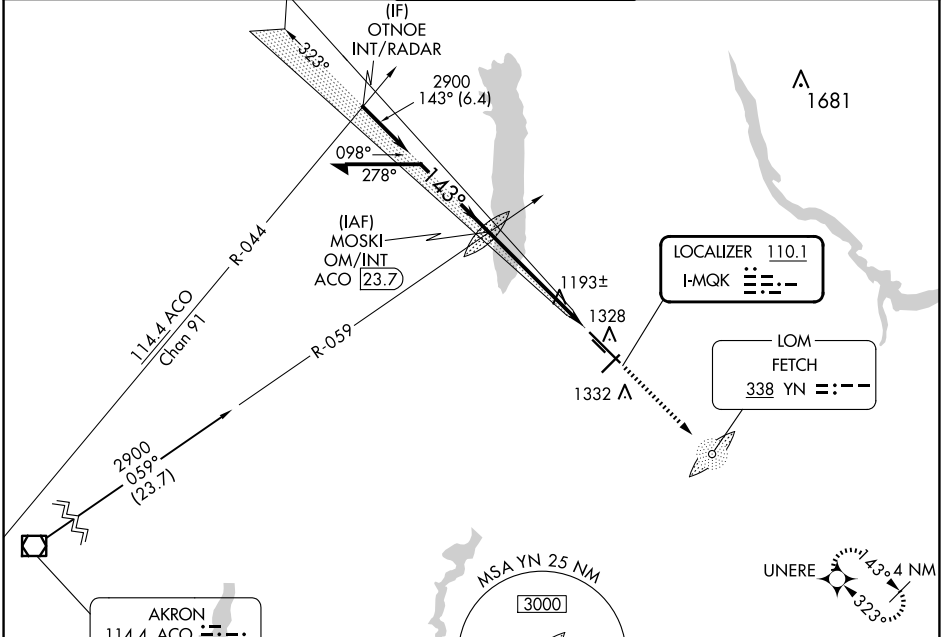 (IF)
OTNOE
INT/RADAR
323°
2900
143° (6.4)
1681
098°
278°
143°
(IAF)
MOSKI
OM/INT
ACO 23.7
R-044
LOCALIZER 110.1
I-MQK
1193±
1328
114.4 ACO
Chan 91
R-059
LOM
FETCH
338 YN
1332
2900
059°
(23.7)
UNERE
143°
4 NM
323°
MSA YN 25 NM
3000
AKRON
114.4 ACO